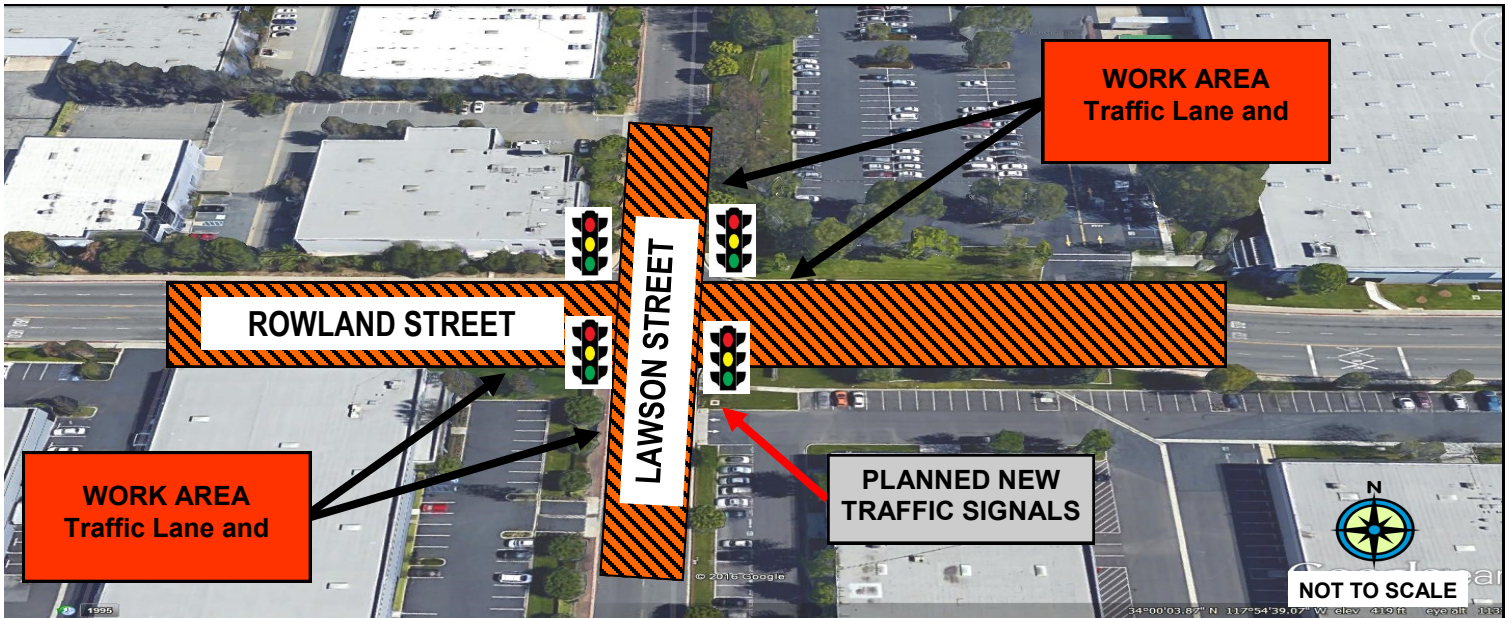 WORK AREA
Traffic Lane and
ROWLAND STREET
LAWSON STREET
WORK AREA
Traffic Lane and
PLANNED NEW
TRAFFIC SIGNALS
N
© 2016 Google
NOT TO SCALE
1995
34°00'03.87" N 117°54'39.07" W elev 419 ft eye alt